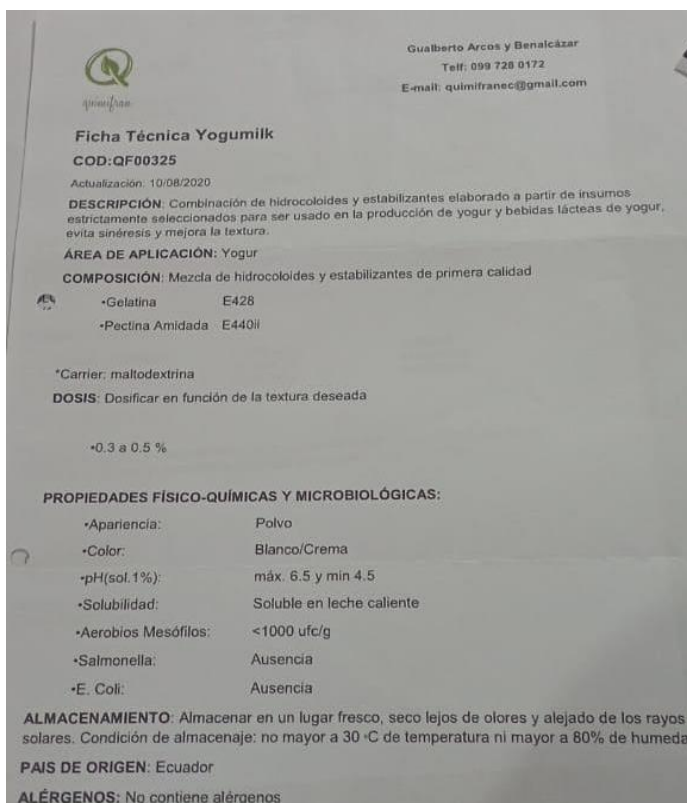 Gualberto Arcos y Benalcázar
Telf: 099 728 0172
E-mail: quimifranec@gmail.com
quimifran
Ficha Técnica Yogumilk
COD:QF00325
Actualización: 10/08/2020
DESCRIPCIÓN: Combinación de hidrocoloides y estabilizantes elaborado a partir de insumos
estrictamente seleccionados para ser usado en la producción de yogur y bebidas lácteas de yogur,
evita sinéresis y mejora la textura.
ÁREA DE APLICACIÓN: Yogur
COMPOSICIÓN: Mezcla de hidrocoloides y estabilizantes de primera calidad
•Gelatina E428
•Pectina Amidada E440ii
*Carrier: maltodextrina
DOSIS: Dosificar en función de la textura deseada
•0.3 a 0.5 %
PROPIEDADES FÍSICO-QUÍMICAS Y MICROBIOLÓGICAS:
•Apariencia: Polvo
•Color: Blanco/Crema
•pH(sol.1%): máx. 6.5 y min 4.5
•Solubilidad: Soluble en leche caliente
•Aerobios Mesófilos: <1000 ufc/g
•Salmonella: Ausencia
•E. Coli: Ausencia
ALMACENAMIENTO: Almacenar en un lugar fresco, seco lejos de olores y alejado de los rayos
solares. Condición de almacenaje: no mayor a 30 °C de temperatura ni mayor a 80% de humeda
PAIS DE ORIGEN: Ecuador
ALÉRGENOS: No contiene alérgenos